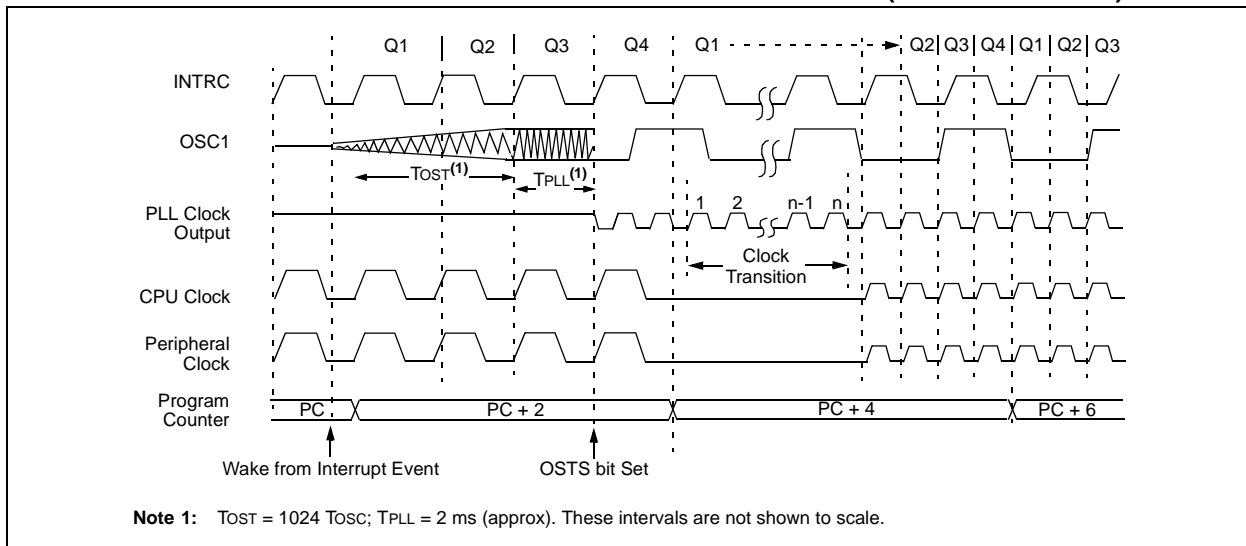 Q1 Q2 Q3 Q4 Q1 Q2 Q3 Q4 Q1 Q2 Q3
INTRC
OSC1
TOST(1) TPLL(1)
1 2 n-1 n
PLL Clock
Output
Clock
Transition
CPU Clock
Peripheral
Clock
Program
Counter
PC PC + 2 PC + 4 PC + 6
Wake from Interrupt Event OSTS bit Set
Note 1: TOST = 1024 TOSC; TPLL = 2 ms (approx). These intervals are not shown to scale.